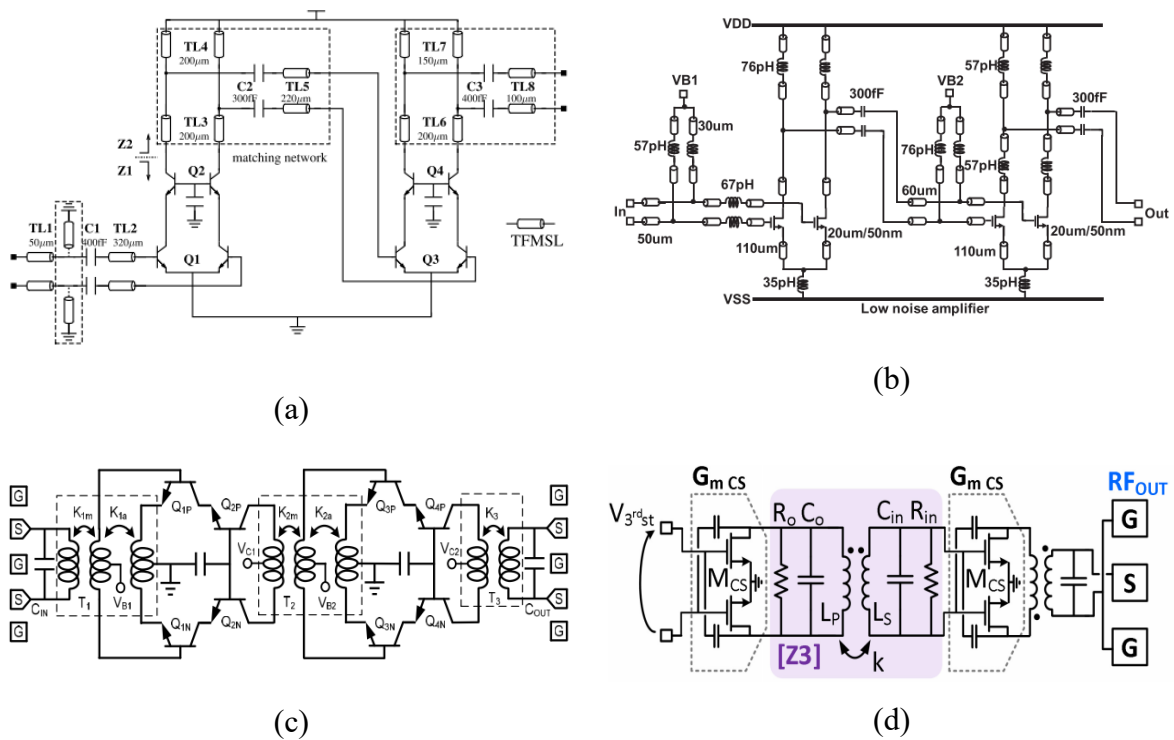 TL4
200µm
TL7
150µm
C2
300fF
TL5
220µm
C3
400fF
TL8
100µm
TL3
200µm
TL6
200µm
matching network
Z2
Z1
Q2
Q4
TL1
50µm
C1
400fF
TL2
320µm
Q1
Q3
TFMSL
(a)
VDD
76pH
57pH
VB1
VB2
300fF
300fF
30um
57pH
76pH
57pH
67pH
60um
In
Out
50um
20um/50nm
20um/50nm
110um
110um
35pH
35pH
VSS
Low noise amplifier
(b)
G
S
G
S
G
K1m
K1a
Q1P
Q2P
K2m
K2a
Q3P
Q4P
K3
VC1
VC2
VB1
VB2
CIN
T1
T2
T3
COUT
Q1N
Q2N
Q3N
Q4N
G
S
G
S
G
(c)
Gm CS
Gm CS
RFOUT
V3rdst
Ro Co
Cin Rin
MCS
LP
LS
MCS
[Z3]
k
G
S
G
(d)